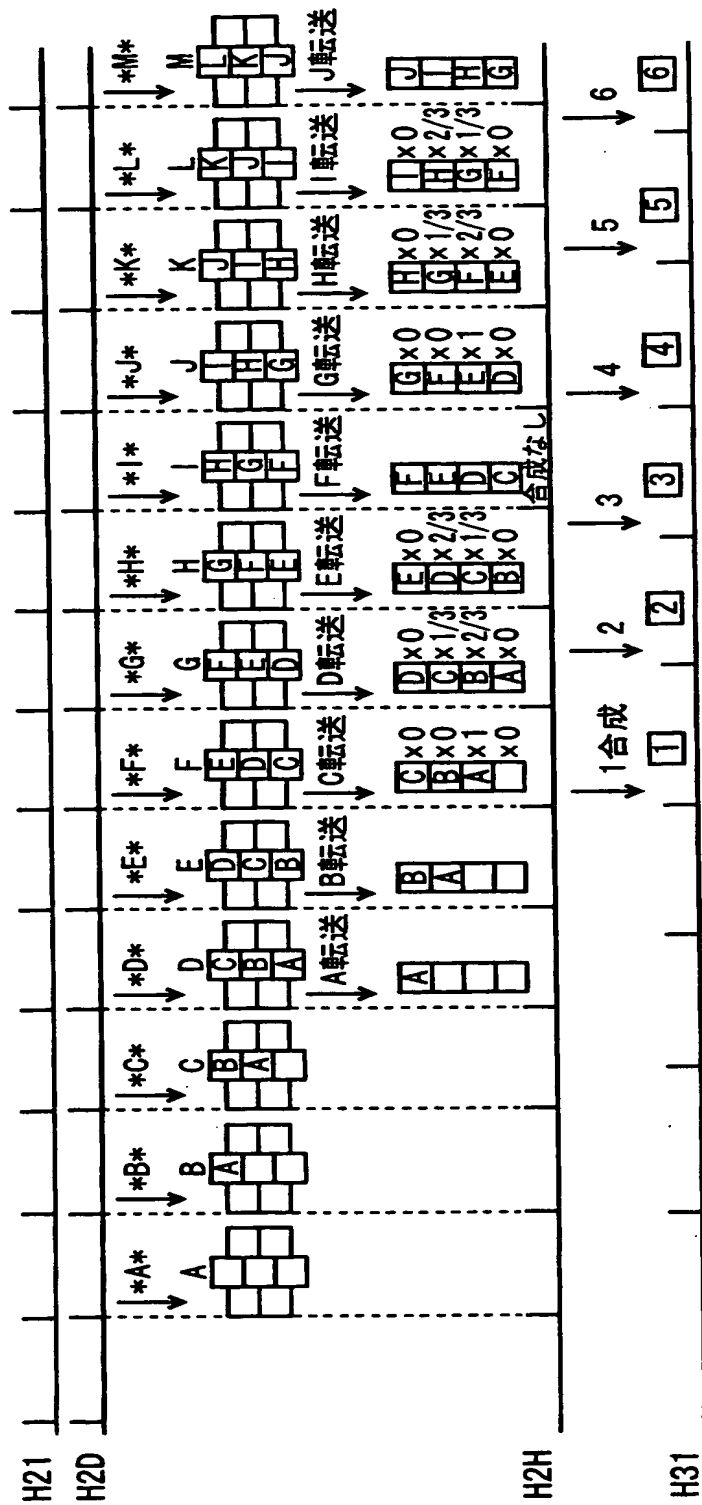 H21
H2D
*A* *B* *C* *D* *E* *F* *G* *H* *I* *J* *K* *L* *M*
A B C D E F G H I J K L M
A B C D E F G H I J K L
A B C D E F G H I J K
A B C D E F G H I J
A転送 B転送 C転送 D転送 E転送 F転送 G転送 H転送 I転送 J転送
A B C×0 D×0 E×0 F G×0 H×0 I×0 J
A B×0 C×1/3 D×2/3 E F×0 G×1/3 H×2/3 I
A×1 B×2/3 C×1/3 D E×1 F×2/3 G×1/3 H
×0 A×0 B×0 C D×0 E×0 F×0 G
合成なし
H2H
1合成 2 3 4 5 6
1 2 3 4 5 6
H31